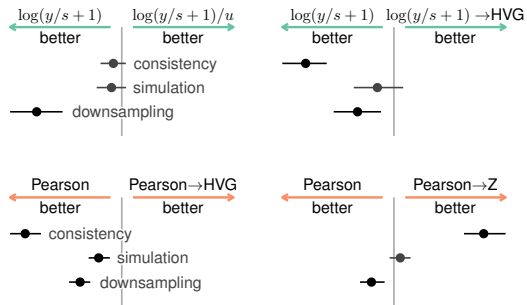 log(y/s + 1) log(y/s + 1)/u log(y/s + 1) log(y/s + 1) →HVG
better better better better
consistency
simulation
downsampling
Pearson Pearson→HVG Pearson Pearson→Z
better better better better
consistency
simulation
downsampling